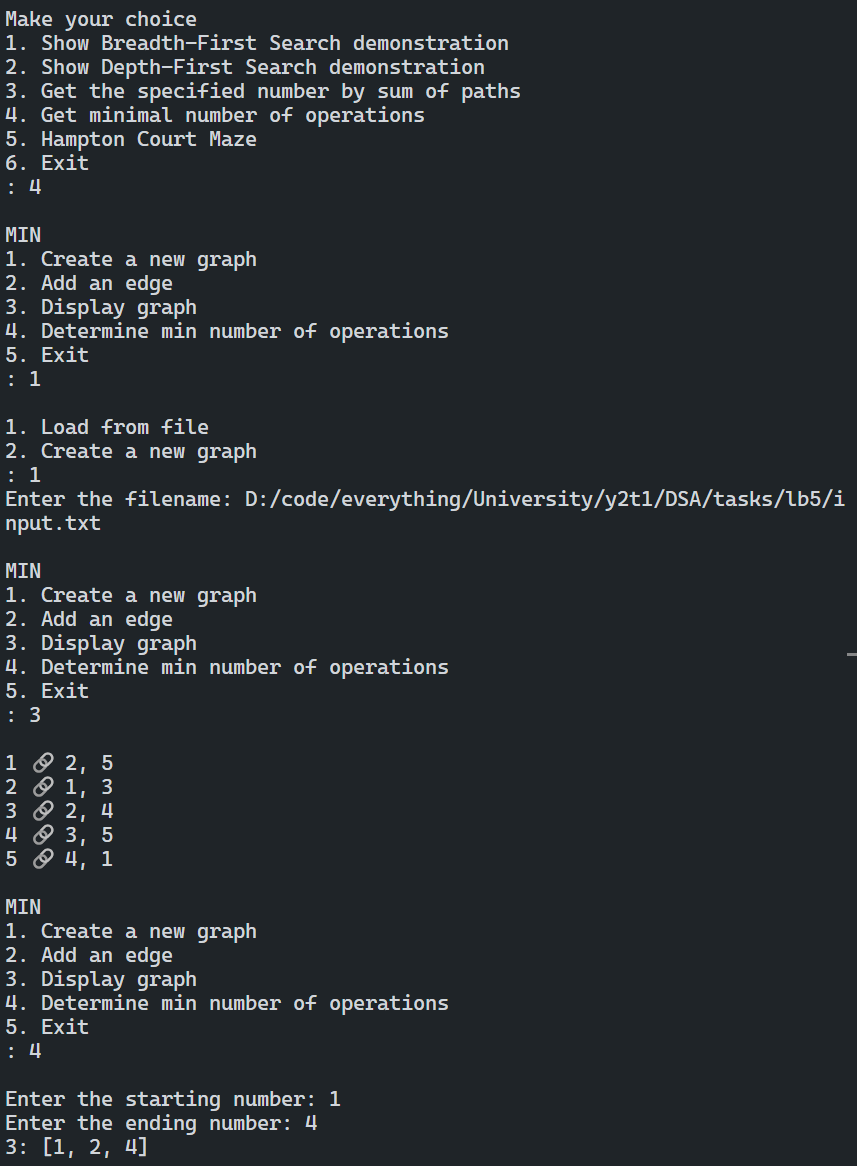 Make your choice
1. Show Breadth-First Search demonstration
2. Show Depth-First Search demonstration
3. Get the specified number by sum of paths
4. Get minimal number of operations
5. Hampton Court Maze
6. Exit
: 4
MIN
1. Create a new graph
2. Add an edge
3. Display graph
4. Determine min number of operations
5. Exit
: 1
1. Load from file
2. Create a new graph
: 1
Enter the filename: D:/code/everything/University/y2t1/DSA/tasks/lb5/i
nput.txt
MIN
1. Create a new graph
2. Add an edge
3. Display graph
4. Determine min number of operations
5. Exit
: 3
1 🔗 2, 5
2 🔗 1, 3
3 🔗 2, 4
4 🔗 3, 5
5 🔗 4, 1
MIN
1. Create a new graph
2. Add an edge
3. Display graph
4. Determine min number of operations
5. Exit
: 4
Enter the starting number: 1
Enter the ending number: 4
3: [1, 2, 4]